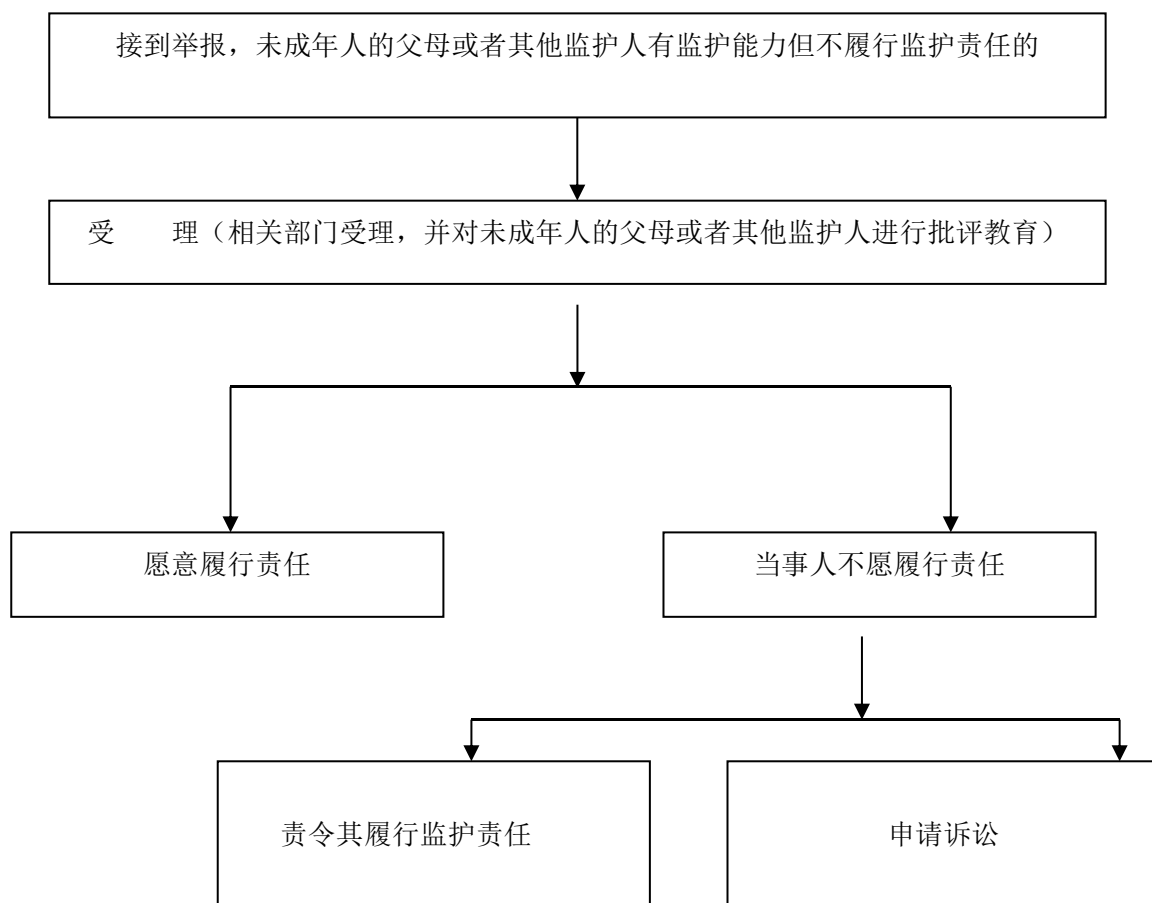 接到举报，未成年人的父母或者其他监护人有监护能力但不履行监护责任的
受　　理（相关部门受理，并对未成年人的父母或者其他监护人进行批评教育）
愿意履行责任
当事人不愿履行责任
责令其履行监护责任
申请诉讼